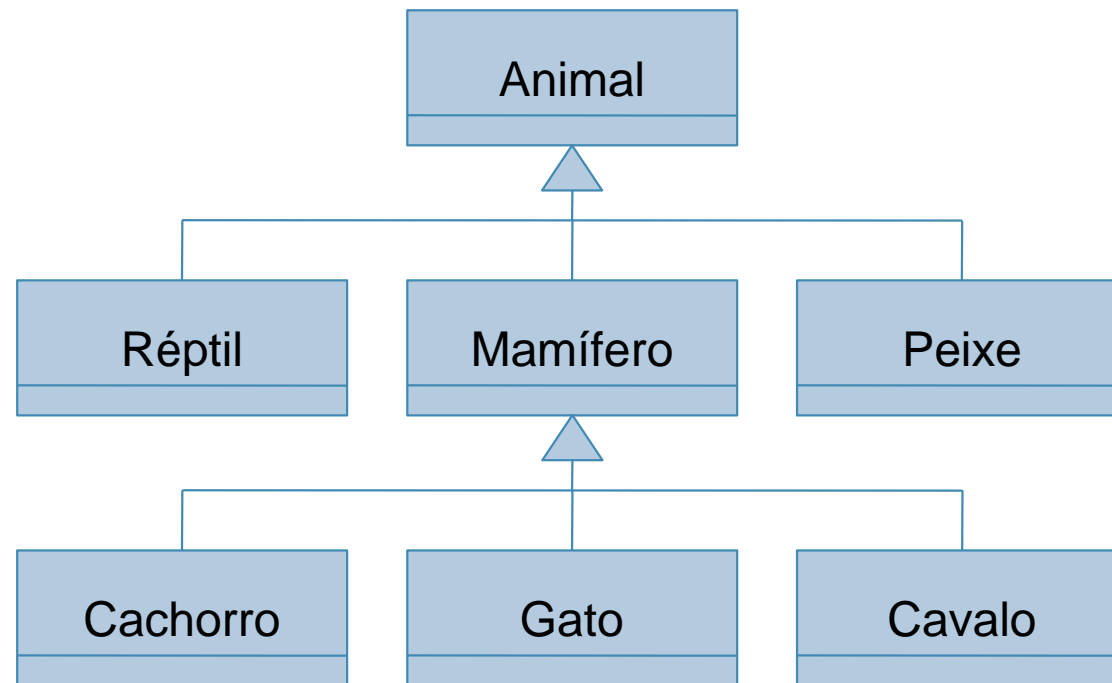 Animal
Réptil
Mamífero
Peixe
Cachorro
Gato
Cavalo